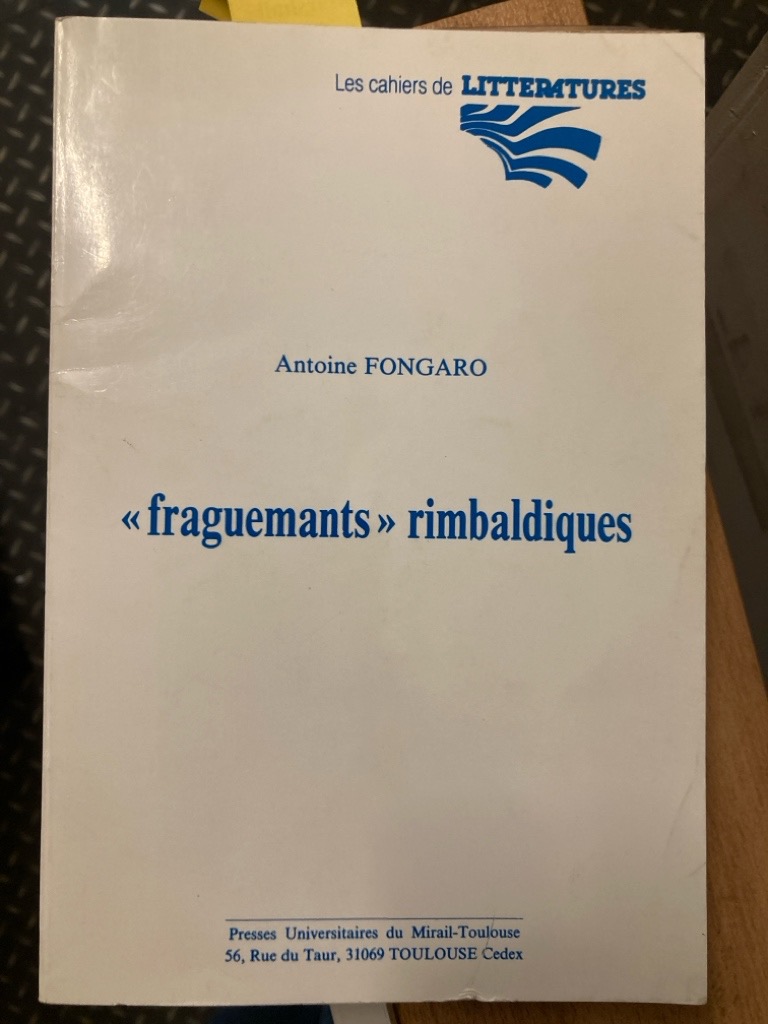 Les cahiers de LITTERATURES
Antoine FONGARO
« fraguemants » rimbaldiques
Presses Universitaires du Mirail-Toulouse
56, Rue du Taur, 31069 TOULOUSE Cedex